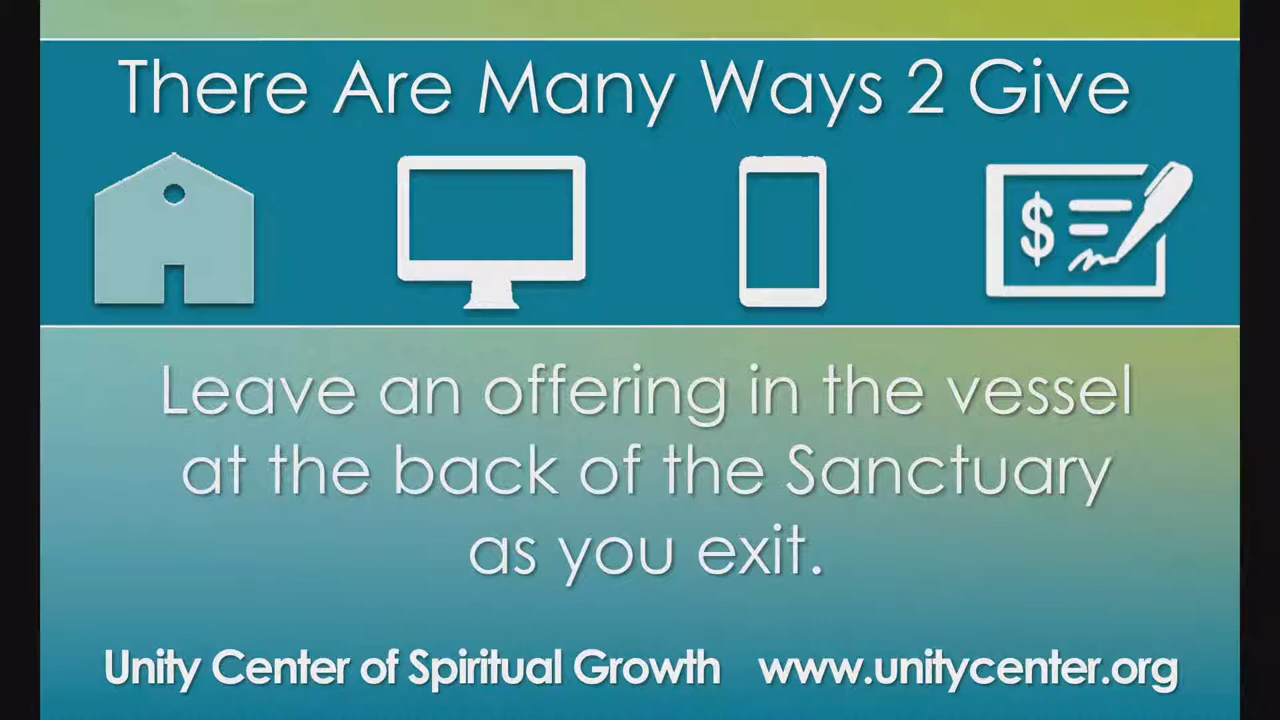 There Are Many Ways 2 Give
$
Leave an offering in the vessel
at the back of the Sanctuary
as you exit.
Unity Center of Spiritual Growth www.unitycenter.org